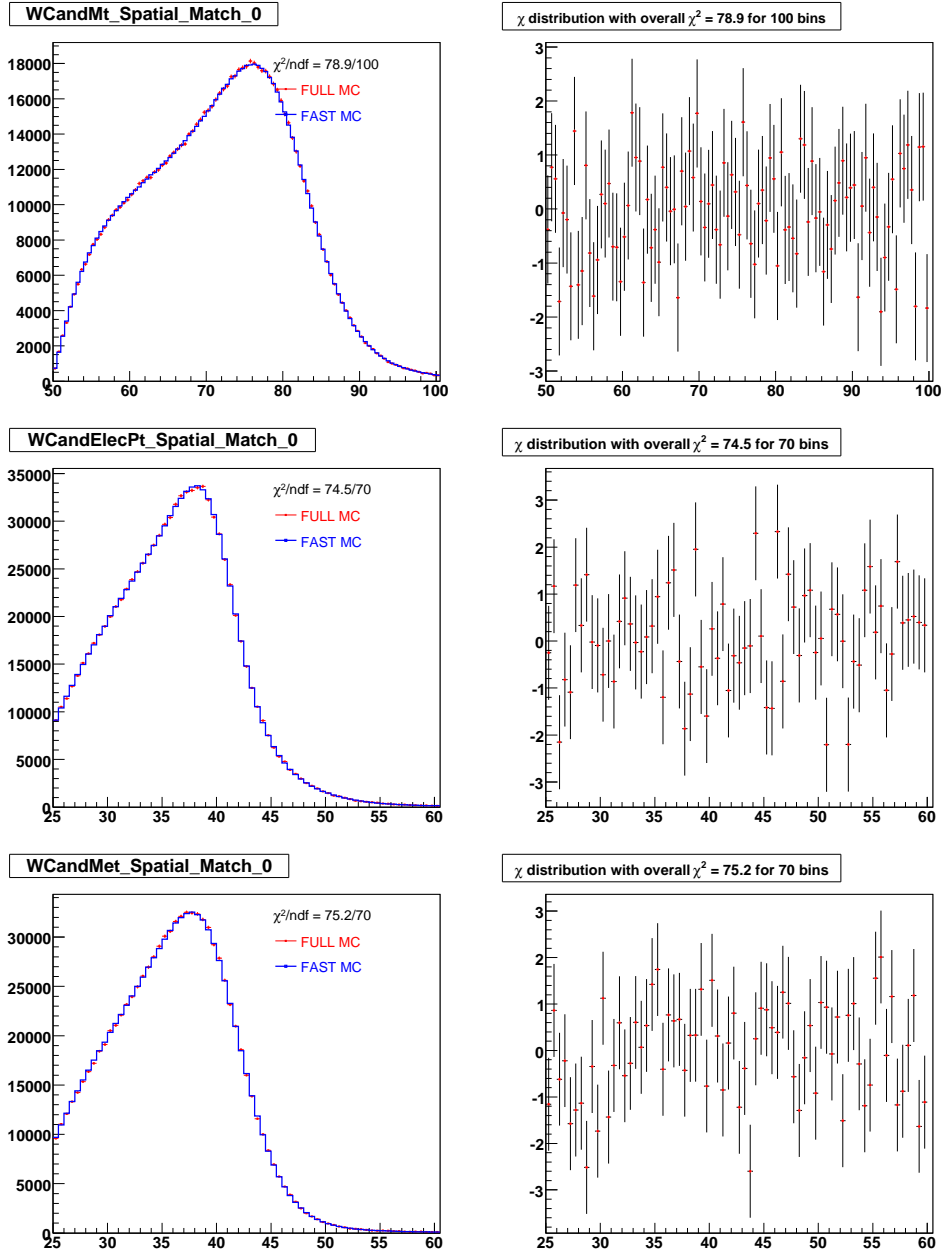 WCandMt_Spatial_Match_0
χ²/ndf = 78.9/100
FULL MC
FAST MC
18000
16000
14000
12000
10000
8000
6000
4000
2000
0
50 60 70 80 90 100
χ distribution with overall χ² = 78.9 for 100 bins
3
2
1
0
-1
-2
-3
50 60 70 80 90 100
WCandElecPt_Spatial_Match_0
χ²/ndf = 74.5/70
FULL MC
FAST MC
35000
30000
25000
20000
15000
10000
5000
0
25 30 35 40 45 50 55 60
χ distribution with overall χ² = 74.5 for 70 bins
3
2
1
0
-1
-2
-3
25 30 35 40 45 50 55 60
WCandMet_Spatial_Match_0
χ²/ndf = 75.2/70
FULL MC
FAST MC
30000
25000
20000
15000
10000
5000
0
25 30 35 40 45 50 55 60
χ distribution with overall χ² = 75.2 for 70 bins
3
2
1
0
-1
-2
-3
25 30 35 40 45 50 55 60